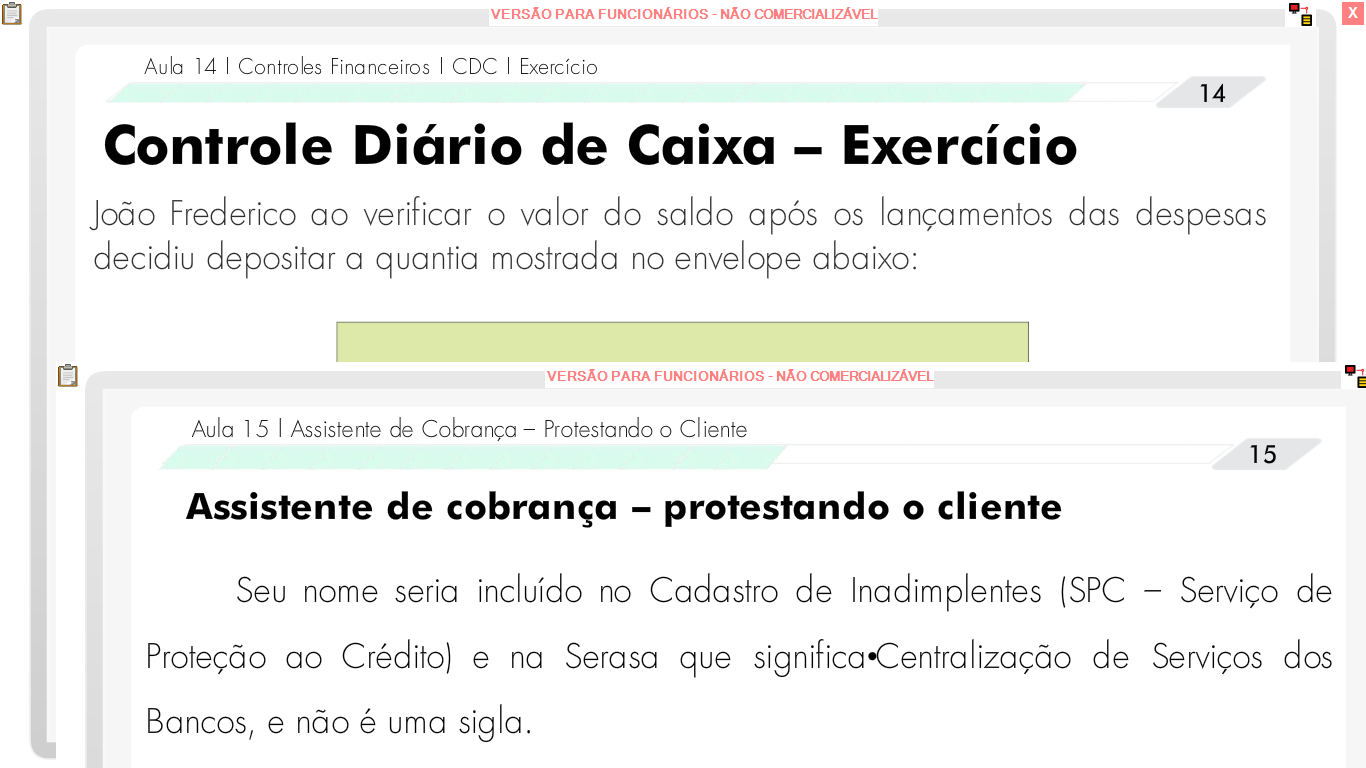 VERSÃO PARA FUNCIONÁRIOS - NÃO COMERCIALIZÁVEL
X
Aula 14 | Controles Financeiros | CDC | Exercício
14
Controle Diário de Caixa – Exercício
João Frederico ao verificar o valor do saldo após os lançamentos das despesas
decidiu depositar a quantia mostrada no envelope abaixo:
VERSÃO PARA FUNCIONÁRIOS - NÃO COMERCIALIZÁVEL
Aula 15 | Assistente de Cobrança – Protestando o Cliente
15
Assistente de cobrança – protestando o cliente
Seu nome seria incluído no Cadastro de Inadimplentes (SPC – Serviço de
Proteção ao Crédito) e na Serasa que significa•Centralização de Serviços dos
Bancos, e não é uma sigla.